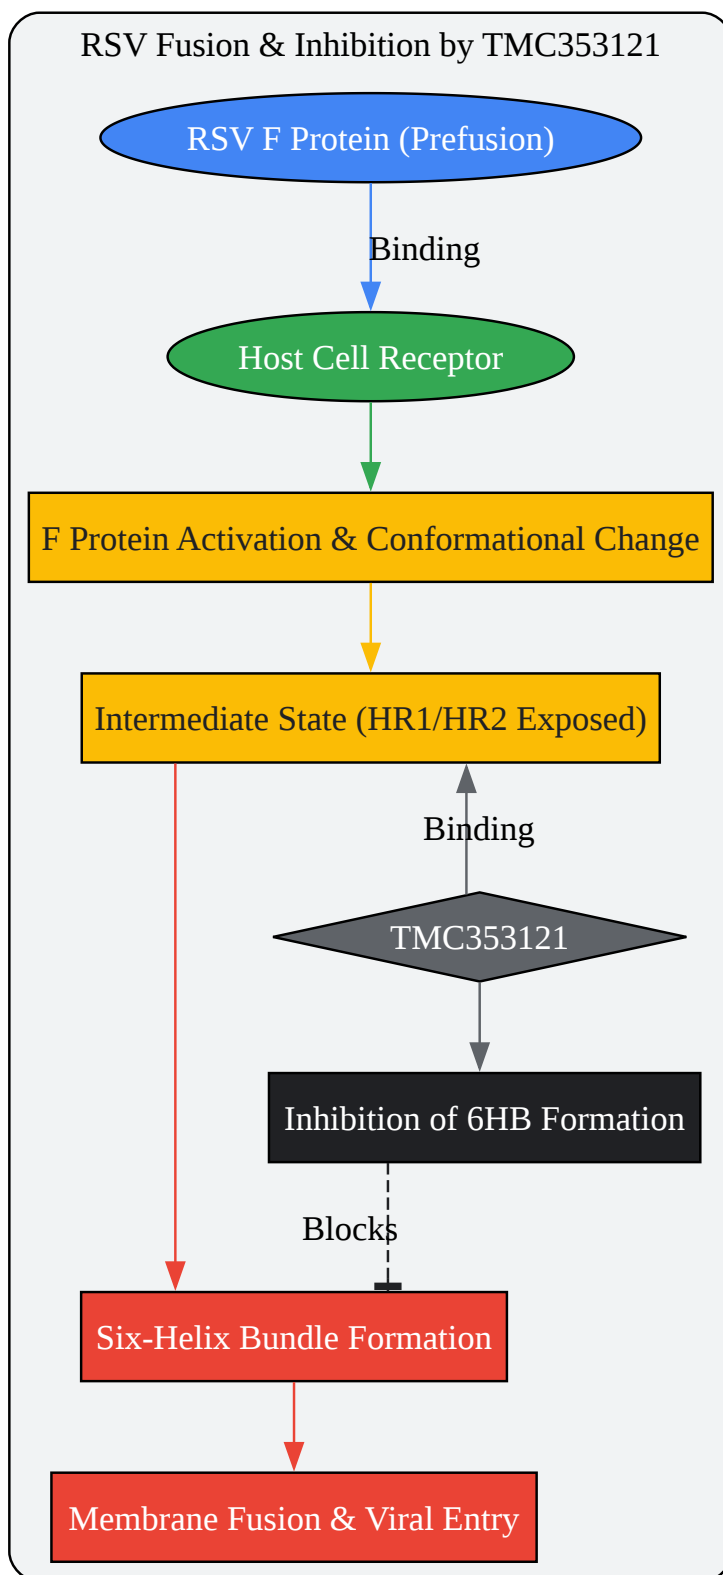 RSV Fusion & Inhibition by TMC353121
RSV F Protein (Prefusion)
Binding
Host Cell Receptor
F Protein Activation & Conformational Change
Intermediate State (HR1/HR2 Exposed)
Binding
TMC353121
Inhibition of 6HB Formation
Blocks
Six-Helix Bundle Formation
Membrane Fusion & Viral Entry